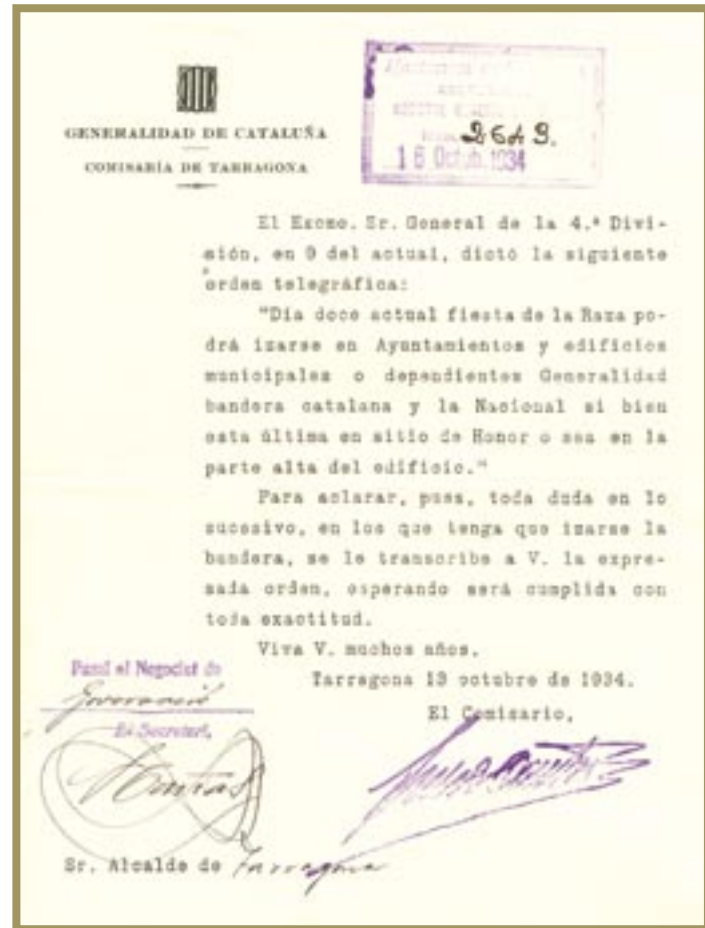 GENERALIDAD DE CATALUÑA
COMISARÍA DE TARRAGONA
2649.
16 Octub. 1934
El Excmo. Sr. General de la 4.ª Divi-
sión, en 9 del actual, dictó la siguiente
orden telegráfica:
"Día doce actual fiesta de la Raza po-
drá izarse en Ayuntamientos y edificios
municipales o dependientes Generalidad
bandera catalana y la Nacional si bien
esta última en sitio de Honor o sea en la
parte alta del edificio."
Para aclarar, pues, toda duda en lo
sucesivo, en los que tenga que izarse la
bandera, se le transcribe a V. la expre-
sada orden, esperando será cumplida con
toda exactitud.
Viva V. muchos años.
Tarragona 13 octubre de 1934.
El Comisario,
Passi al Negociat de
Governació
El Secretari,
Sr. Alcalde de Tarragona